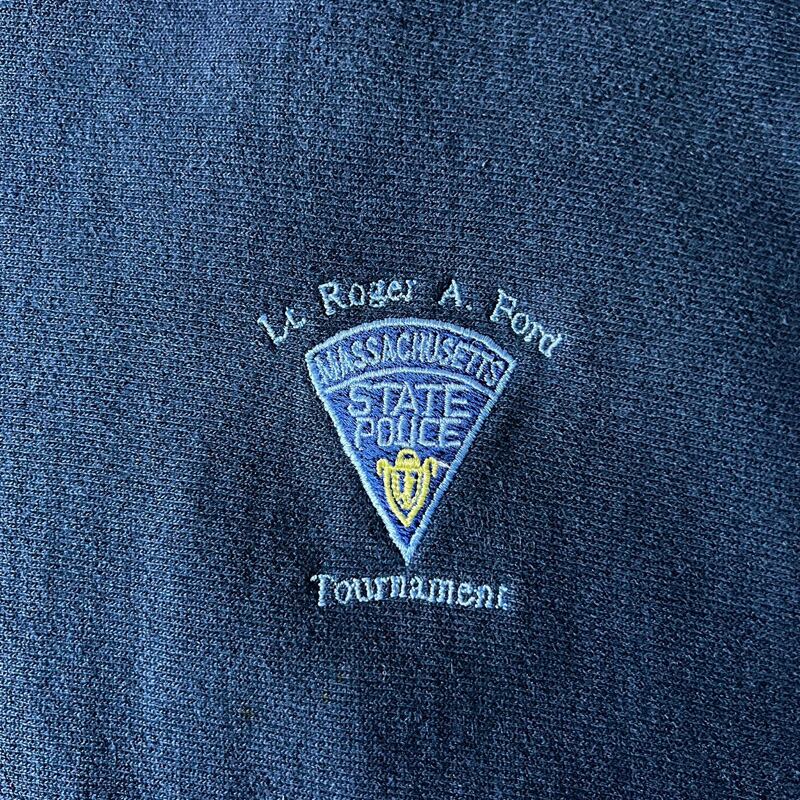 Lt. Roger A. Ford
MASSACHUSETTS
STATE
POLICE
Tournament